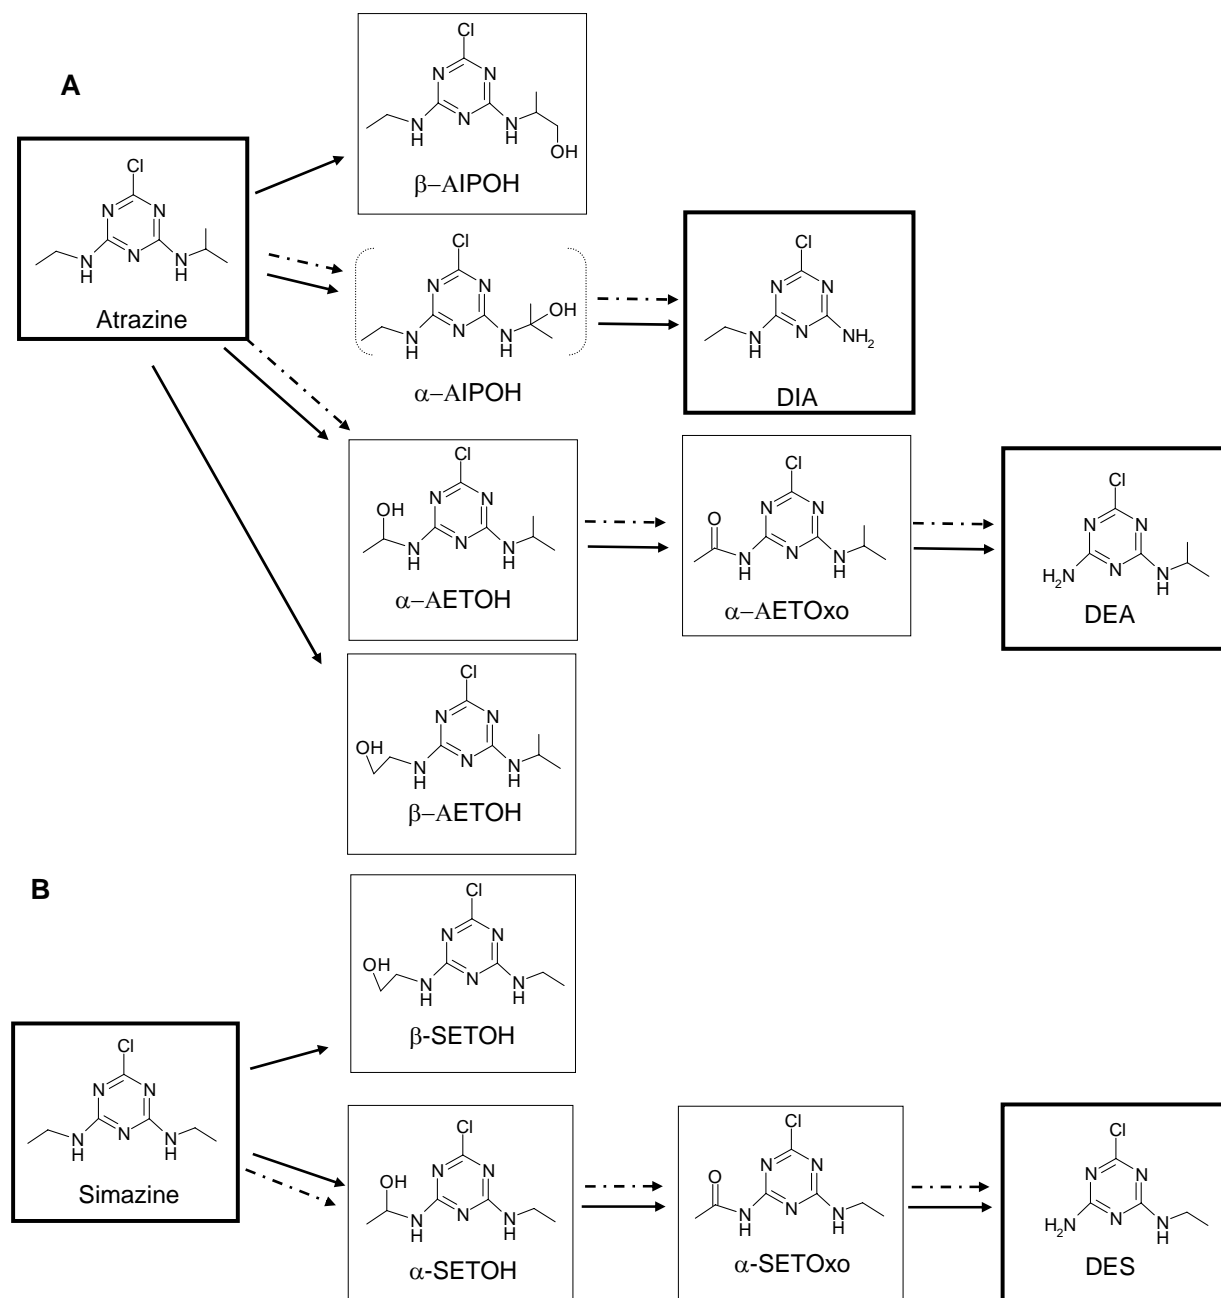 A
Cl
N N
N
N
H
N
H
OH
β–AIPOH
Cl
N N
N
N
H
N
H
Atrazine
Cl
N N
N
N
H
N
H
OH
α–AIPOH
Cl
N N
N
N
H
NH2
DIA
Cl
OH
N N
N
N
H
N
H
α–AETOH
Cl
O
N N
N
N
H
N
H
α–AETOxo
Cl
N N
N
H2N
N
H
DEA
Cl
OH
N N
N
N
H
N
H
β–AETOH
B
Cl
OH
N N
N
N
H
N
H
β-SETOH
Cl
N N
N
N
H
N
H
Simazine
Cl
OH
N N
N
N
H
N
H
α-SETOH
Cl
O
N N
N
N
H
N
H
α-SETOxo
Cl
N N
N
H2N
N
H
DES